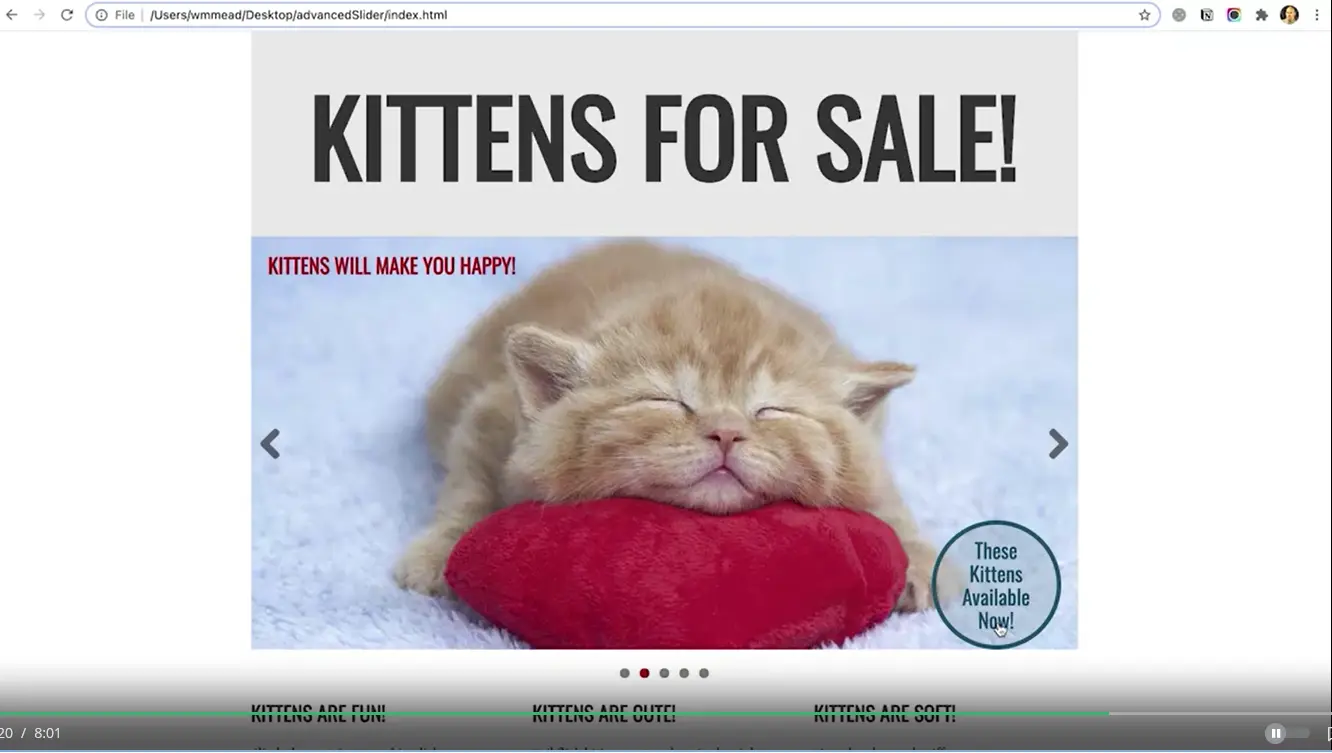 File
/Users/wmmead/Desktop/advancedSlider/index.html
KITTENS FOR SALE!
KITTENS WILL MAKE YOU HAPPY!
These
Kittens
Available
Now!
KITTENS ARE FUN!
KITTENS ARE CUTE!
KITTENS ARE SOFT!
20 / 8:01